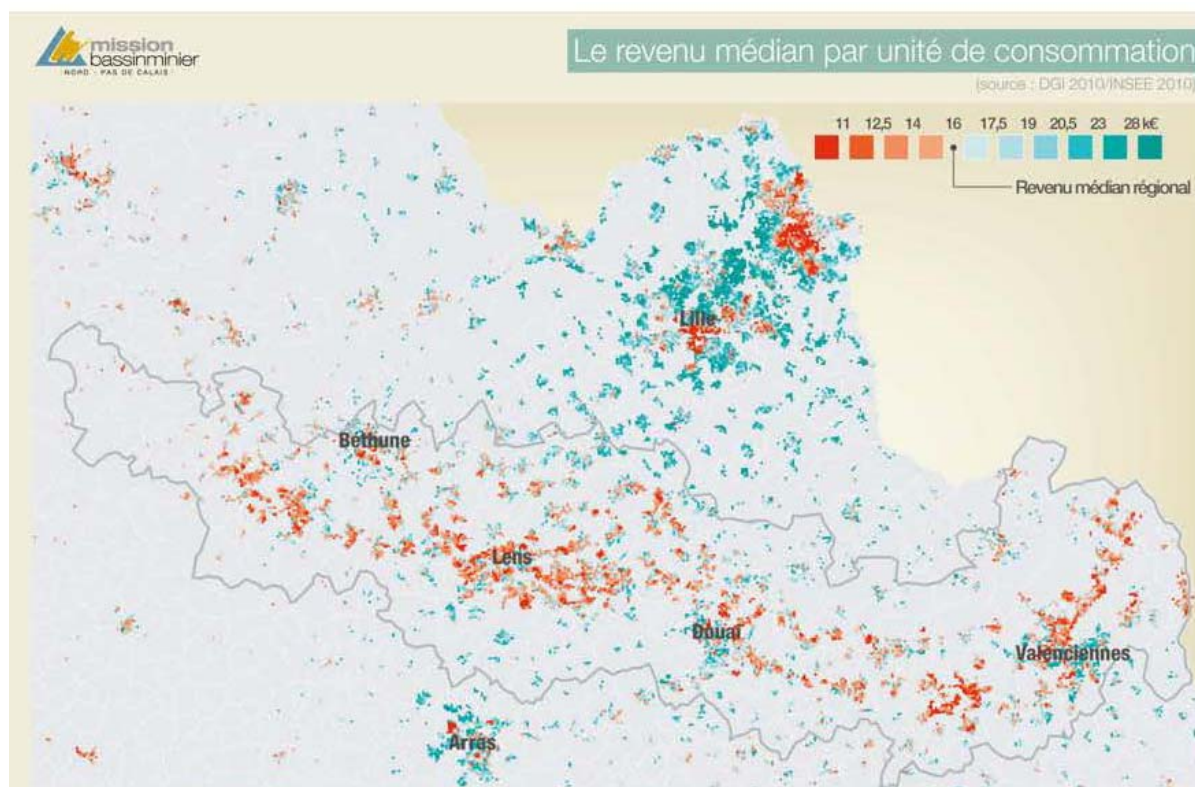 mission
bassinminier
NORD - PAS DE CALAIS
Le revenu médian par unité de consommation
(source : DGI 2010/INSEE 2010)
11 12,5 14 16 17,5 19 20,5 23 28 k€
Revenu médian régional
Lille
Béthune
Lens
Douai
Valenciennes
Arras